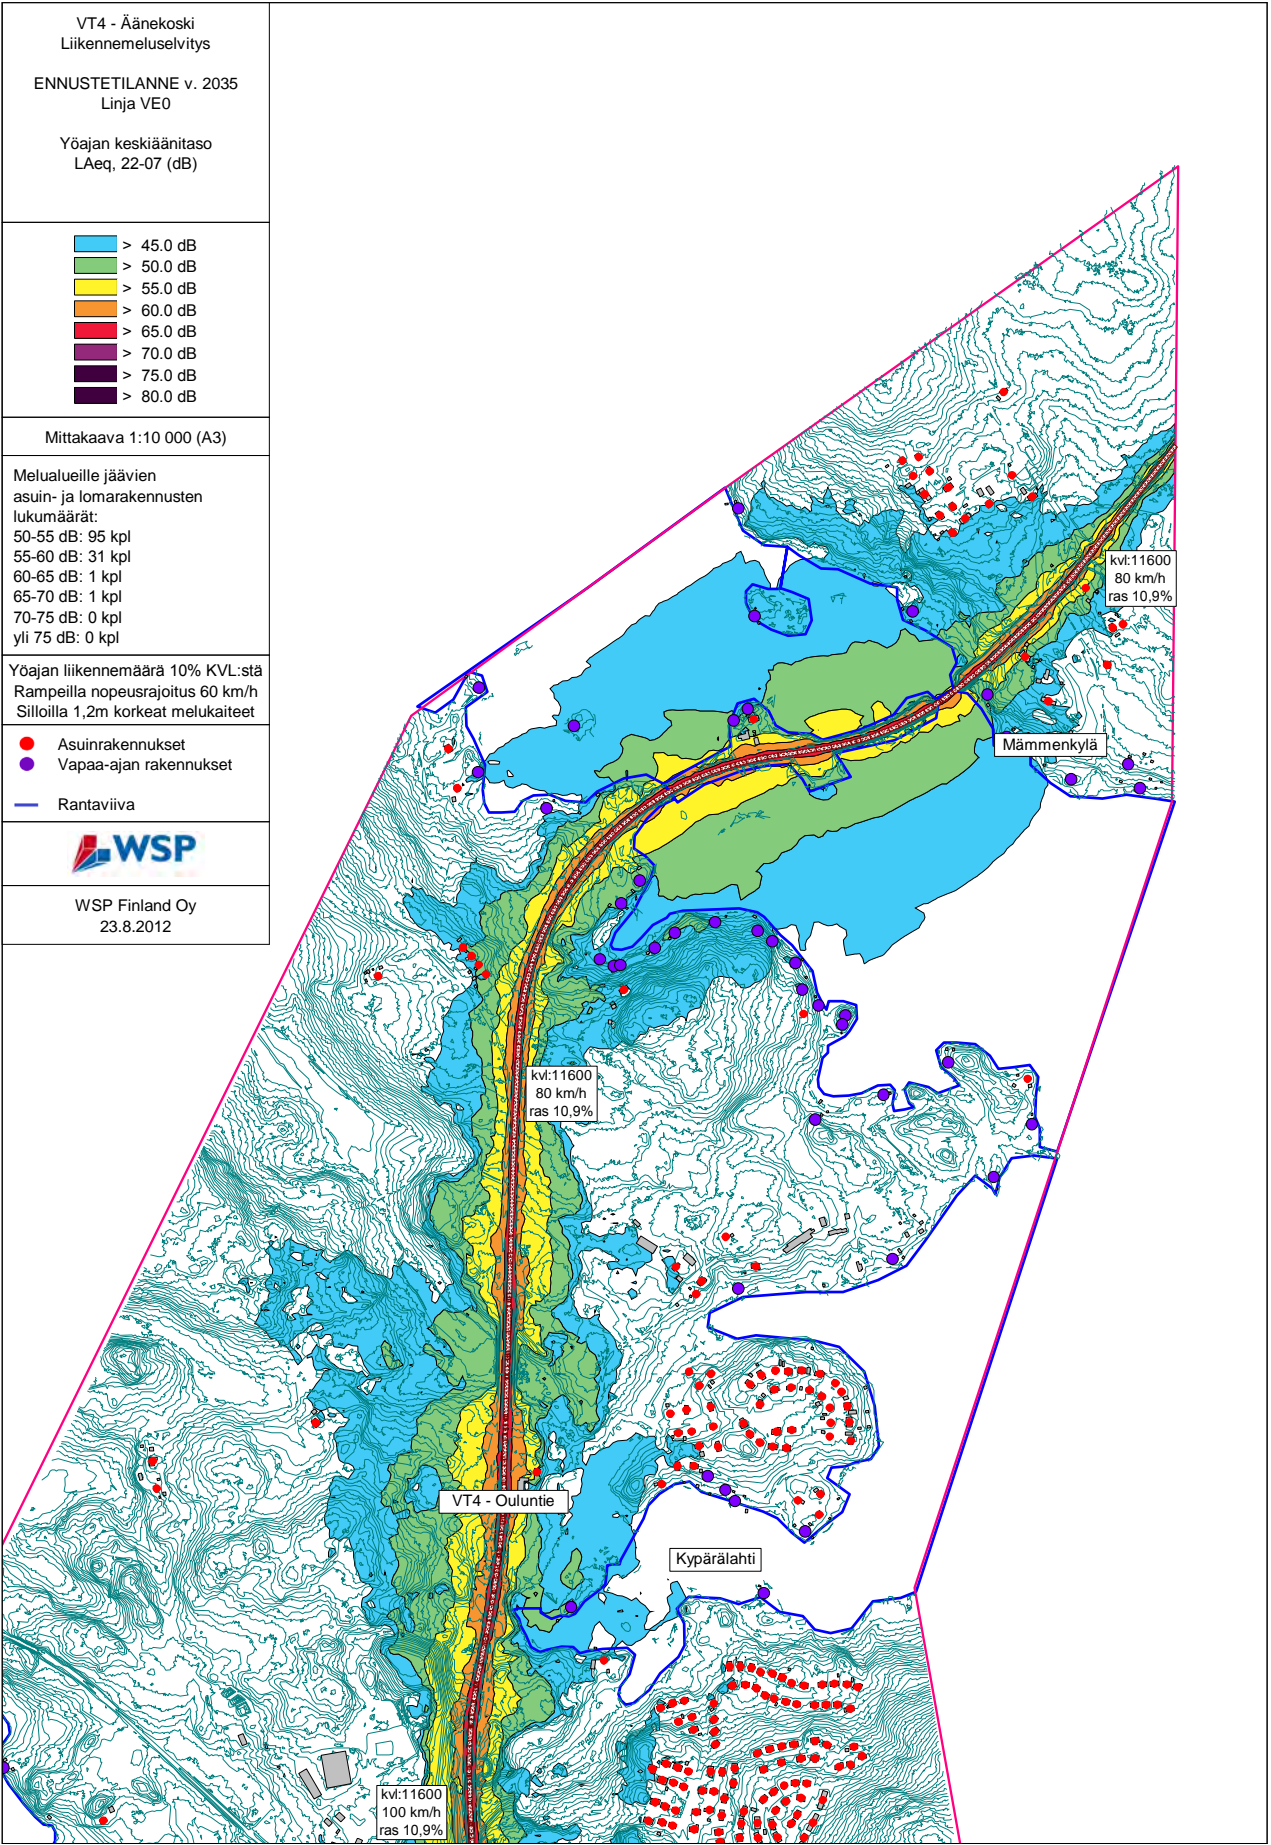 VT4 - Äänekoski
Liikennemeluselvitys
ENNUSTETILANNE v. 2035
Linja VE0
Yöajan keskiäänitaso
LAeq, 22-07 (dB)
> 45.0 dB
> 50.0 dB
> 55.0 dB
> 60.0 dB
> 65.0 dB
> 70.0 dB
> 75.0 dB
> 80.0 dB
Mittakaava 1:10 000 (A3)
Melualueille jäävien
asuin- ja lomarakennusten
lukumäärät:
50-55 dB: 95 kpl
55-60 dB: 31 kpl
60-65 dB: 1 kpl
65-70 dB: 1 kpl
70-75 dB: 0 kpl
yli 75 dB: 0 kpl
Yöajan liikennemäärä 10% KVL:stä
Rampeilla nopeusrajoitus 60 km/h
Silloilla 1,2m korkeat melukaiteet
Asuinrakennukset
Vapaa-ajan rakennukset
Rantaviiva
WSP
WSP Finland Oy
23.8.2012
kvl:11600
80 km/h
ras 10,9%
Mämmenkylä
kvl:11600
80 km/h
ras 10,9%
VT4 - Ouluntie
Kypärälahti
kvl:11600
100 km/h
ras 10,9%